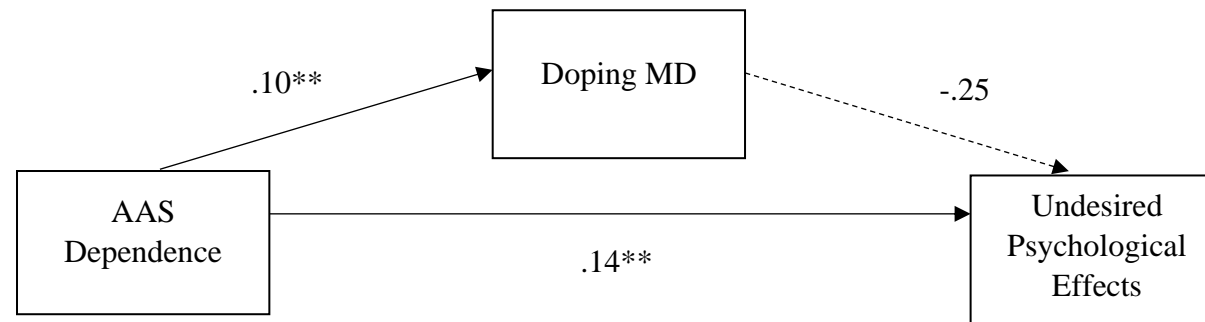 Doping MD
.10**
-.25
AAS
Dependence
.14**
Undesired
Psychological
Effects